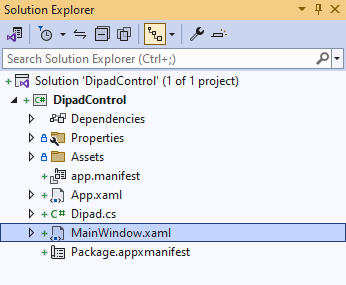 Solution Explorer
Search Solution Explorer (Ctrl+;)
Solution 'DipadControl' (1 of 1 project)
DipadControl
Dependencies
Properties
Assets
app.manifest
App.xaml
Dipad.cs
MainWindow.xaml
Package.appxmanifest